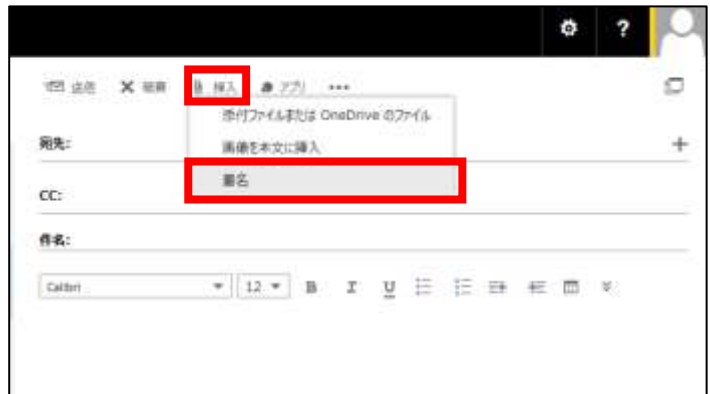 ?
送信 ✕ 破棄 挿入 アプリ •••
添付ファイルまたは OneDrive のファイル
宛先:
画像を本文に挿入
署名
CC:
件名:
Calibri 12 B I U